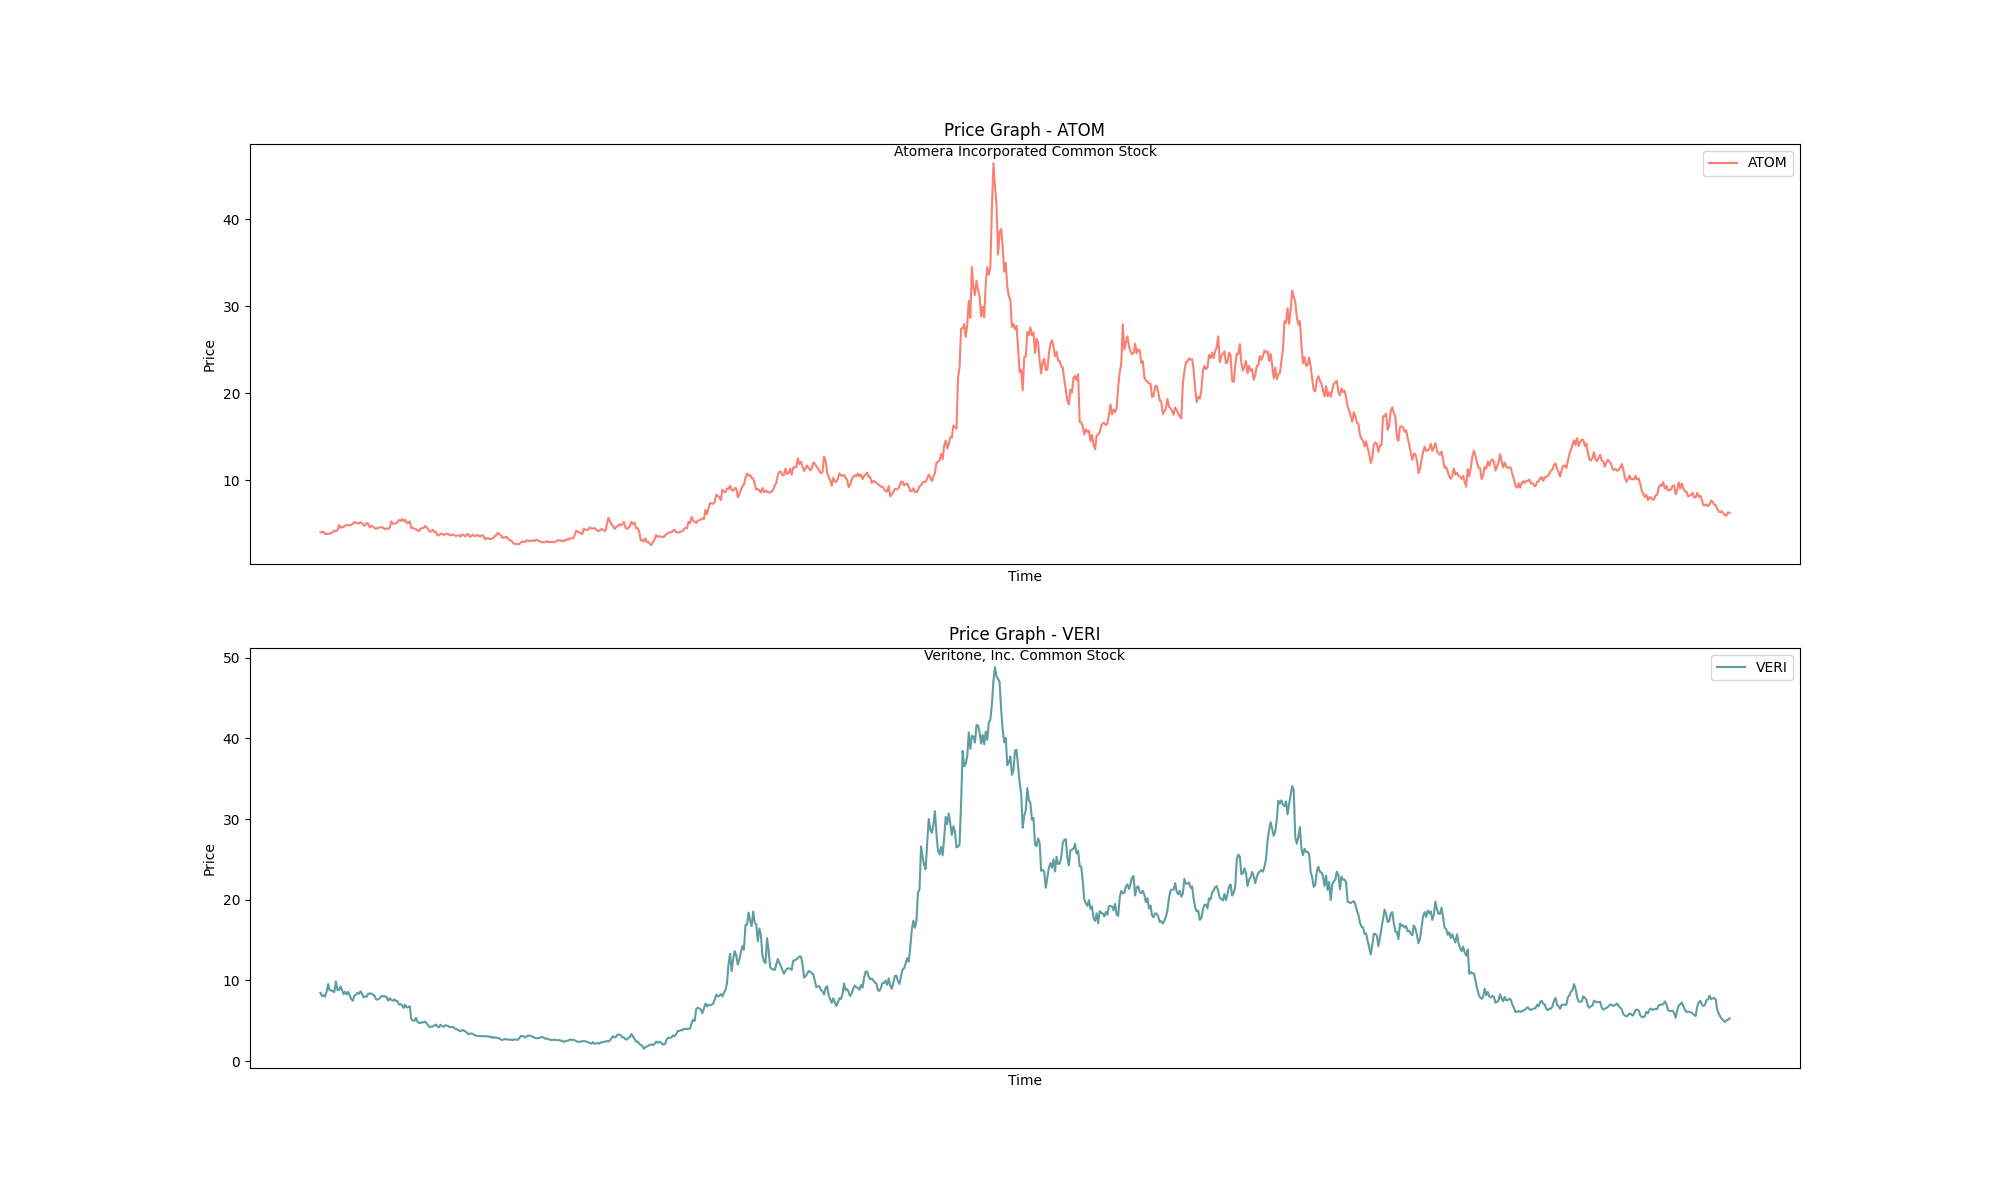 Price Graph - ATOM
Atomera Incorporated Common Stock
ATOM
40
30
20
10
Price
Time
Price Graph - VERI
Veritone, Inc. Common Stock
VERI
50
40
30
20
10
0
Price
Time